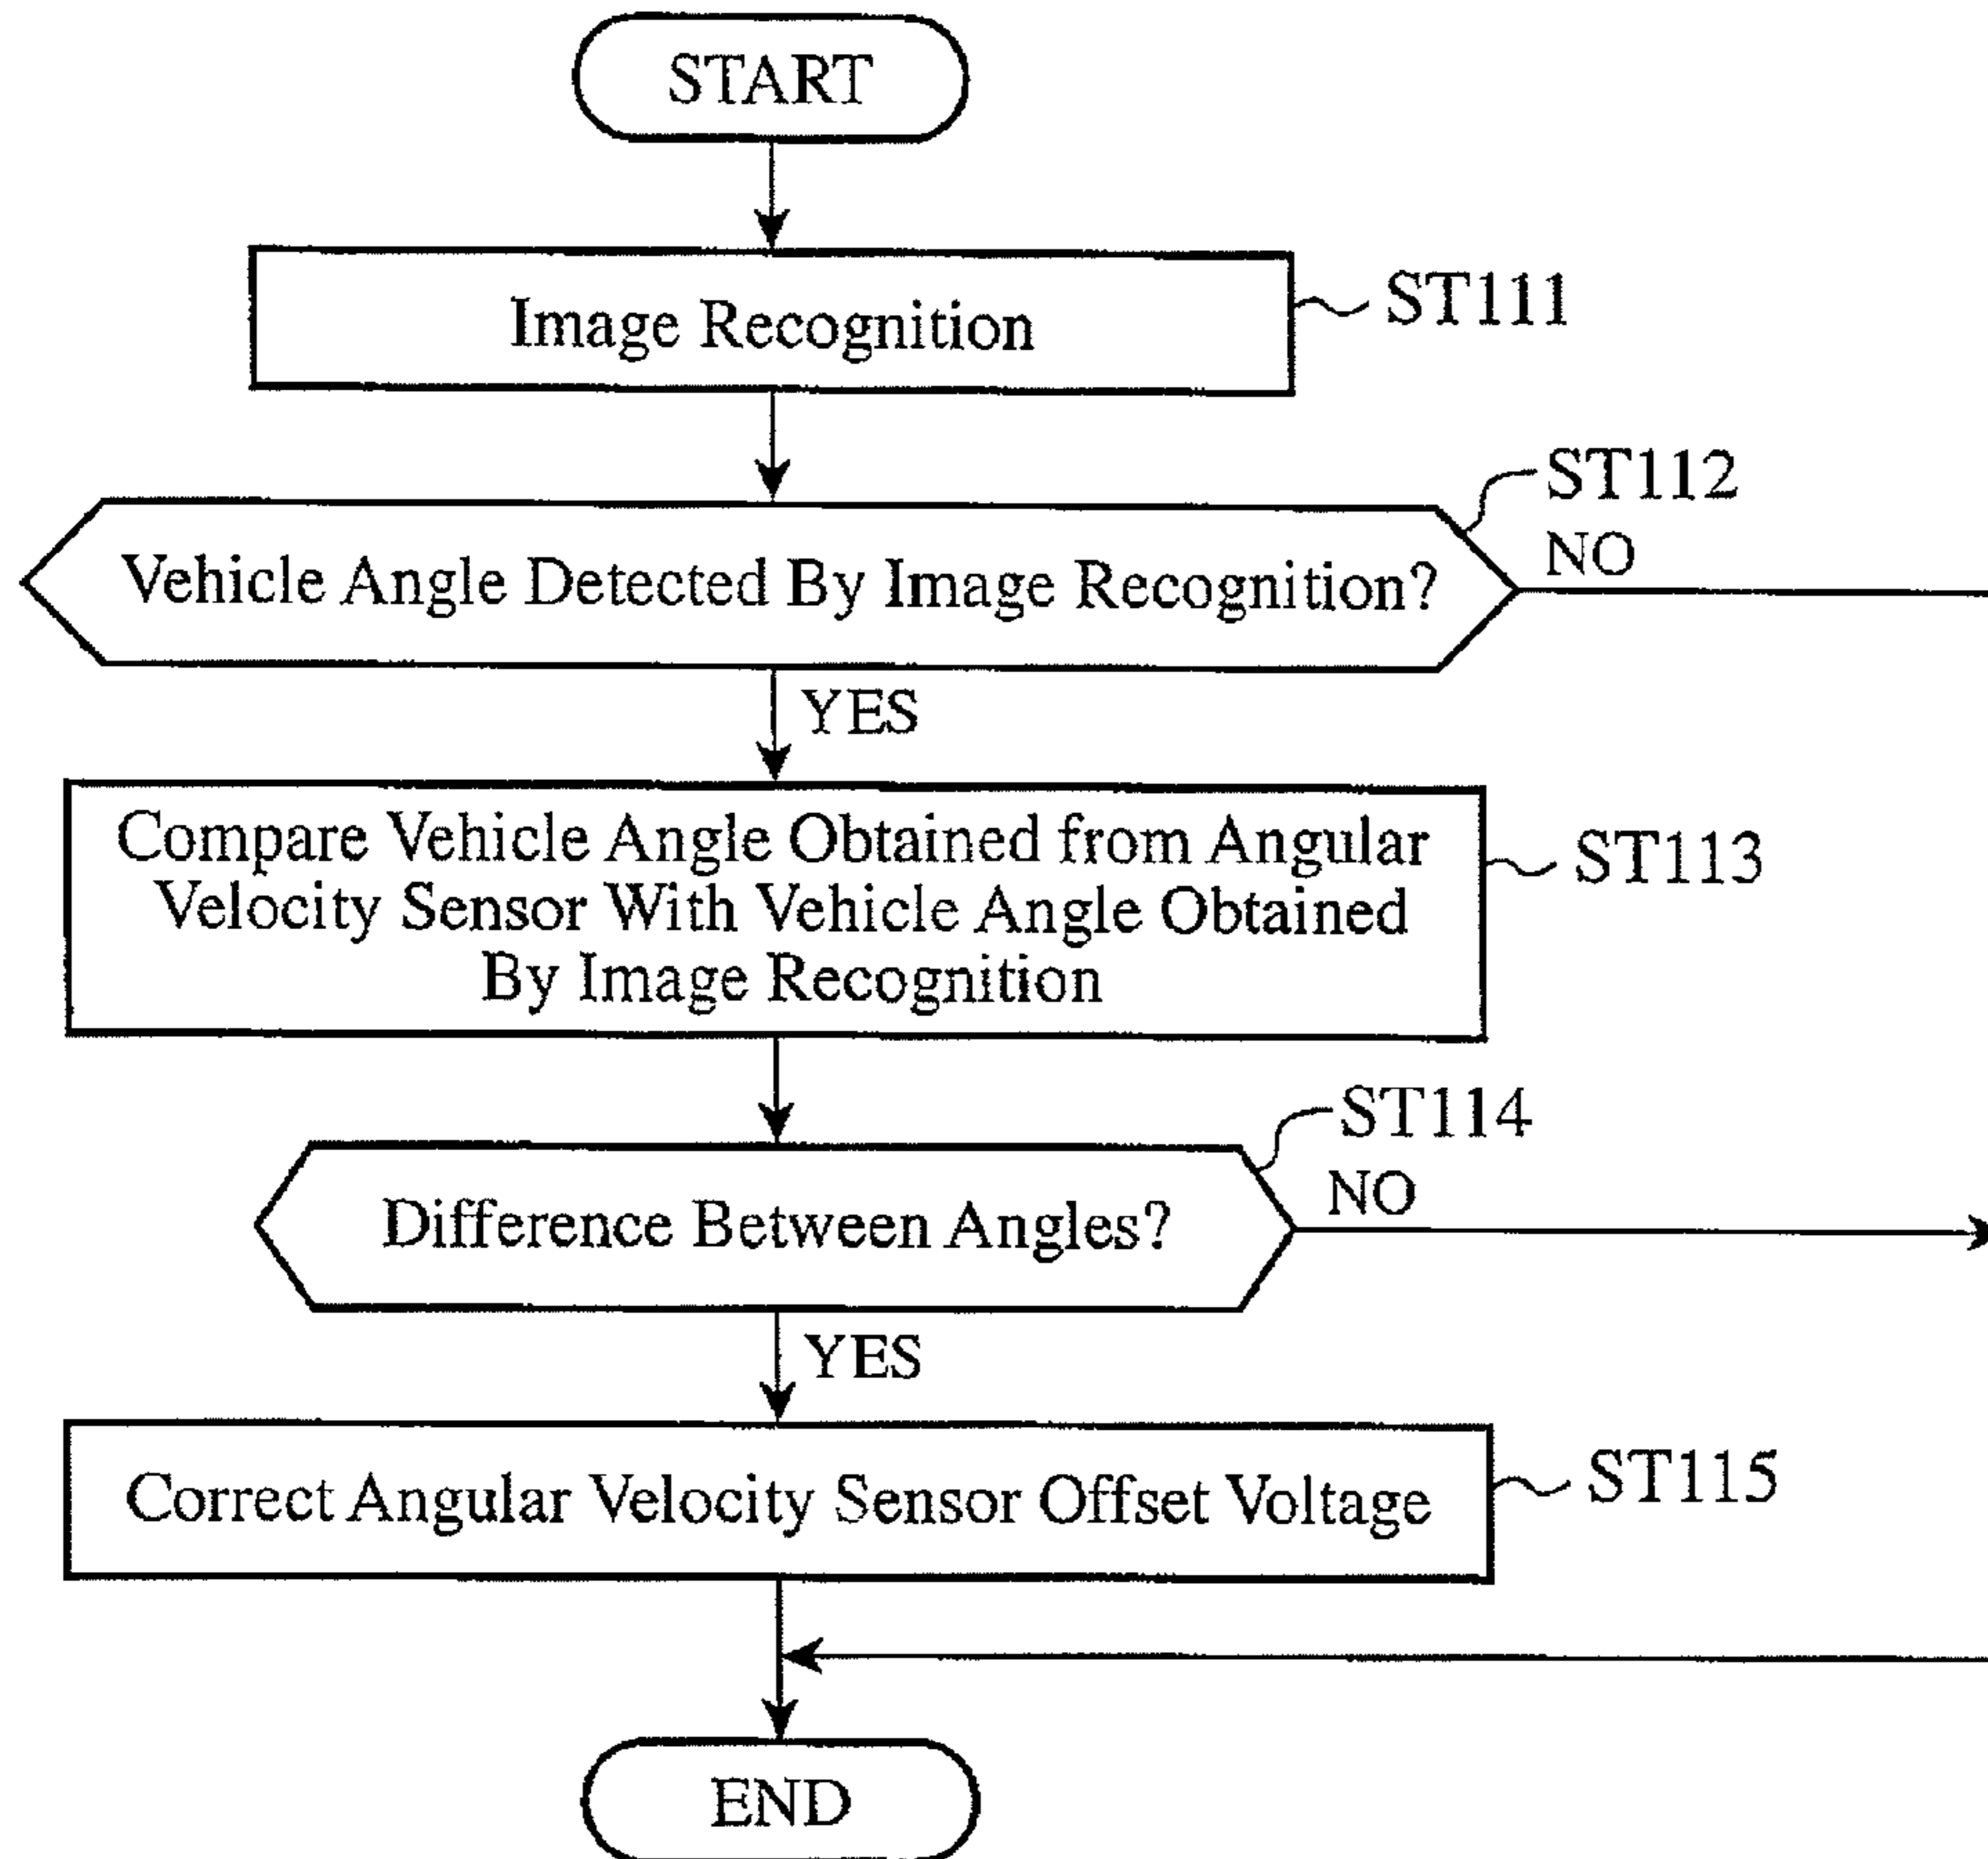 START
Image Recognition
ST111
ST112
NO
Vehicle Angle Detected By Image Recognition?
YES
Compare Vehicle Angle Obtained from Angular
Velocity Sensor With Vehicle Angle Obtained
By Image Recognition
ST113
ST114
NO
Difference Between Angles?
YES
Correct Angular Velocity Sensor Offset Voltage
ST115
END